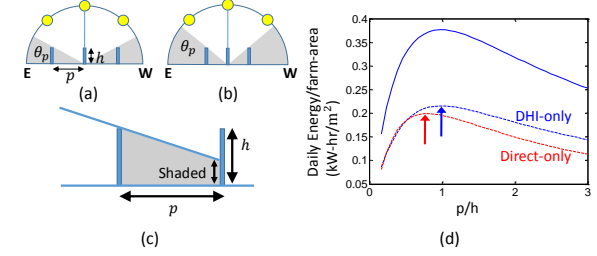 θp
h
E
p
W
(a)
θp
E
W
(b)
Shaded
h
p
(c)
Daily Energy/farm-area
(kW-hr/m²)
0.4
0.35
0.3
0.25
0.2
0.15
0.1
0.05
DHI-only
Direct-only
0
1
2
3
p/h
(d)